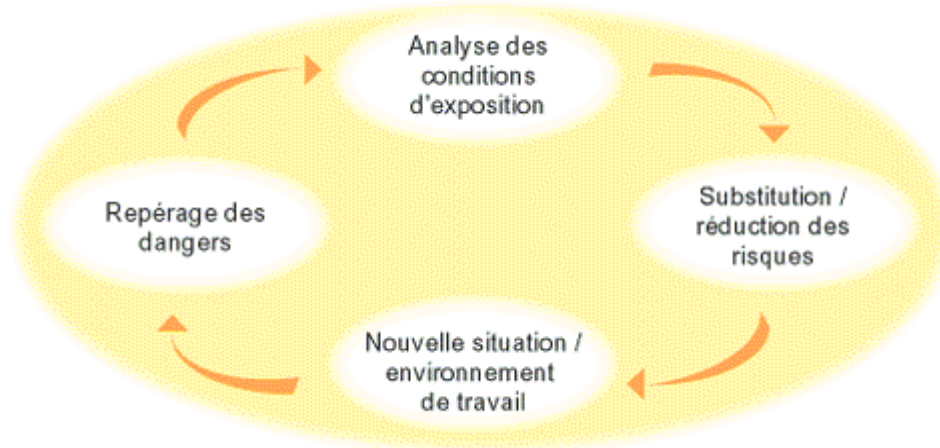 Analyse des
conditions
d'exposition
Repérage des
dangers
Substitution /
réduction des
risques
Nouvelle situation /
environnement
de travail